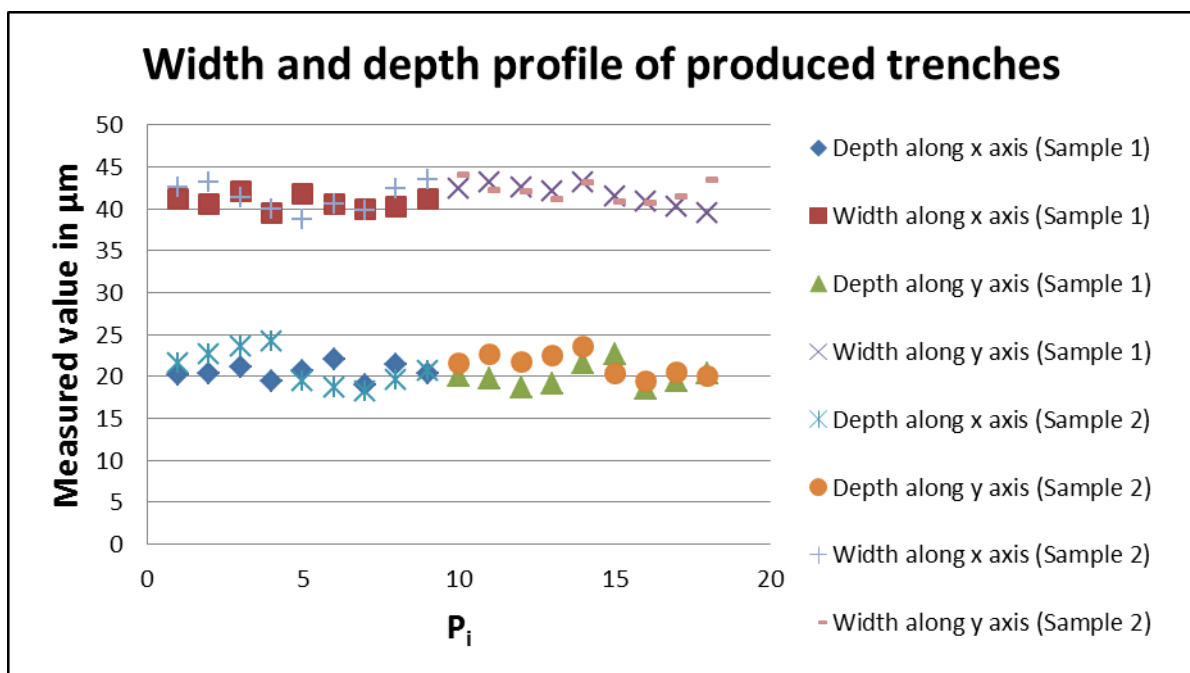 Width and depth profile of produced trenches
Measured value in µm
50
45
40
35
30
25
20
15
10
5
0
0 5 10 15 20
Pi
Depth along x axis (Sample 1)
Width along x axis (Sample 1)
Depth along y axis (Sample 1)
Width along y axis (Sample 1)
Depth along x axis (Sample 2)
Depth along y axis (Sample 2)
Width along x axis (Sample 2)
Width along y axis (Sample 2)